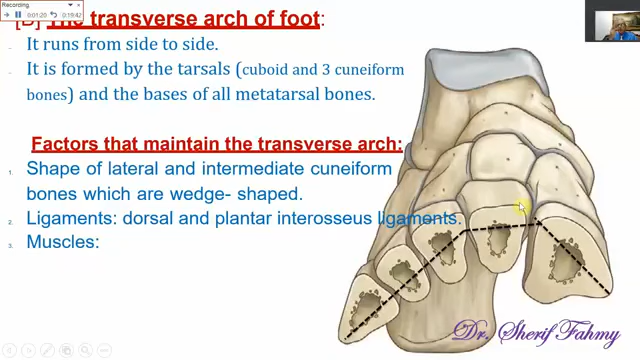 Recording
00:01:20
00:19:42
[D] The transverse arch of foot:
- It runs from side to side.
- It is formed by the tarsals (cuboid and 3 cuneiform
bones) and the bases of all metatarsal bones.
Factors that maintain the transverse arch:
1. Shape of lateral and intermediate cuneiform
bones which are wedge- shaped.
2. Ligaments: dorsal and plantar interosseus ligaments.
3. Muscles:
Dr. Sherif Fahmy